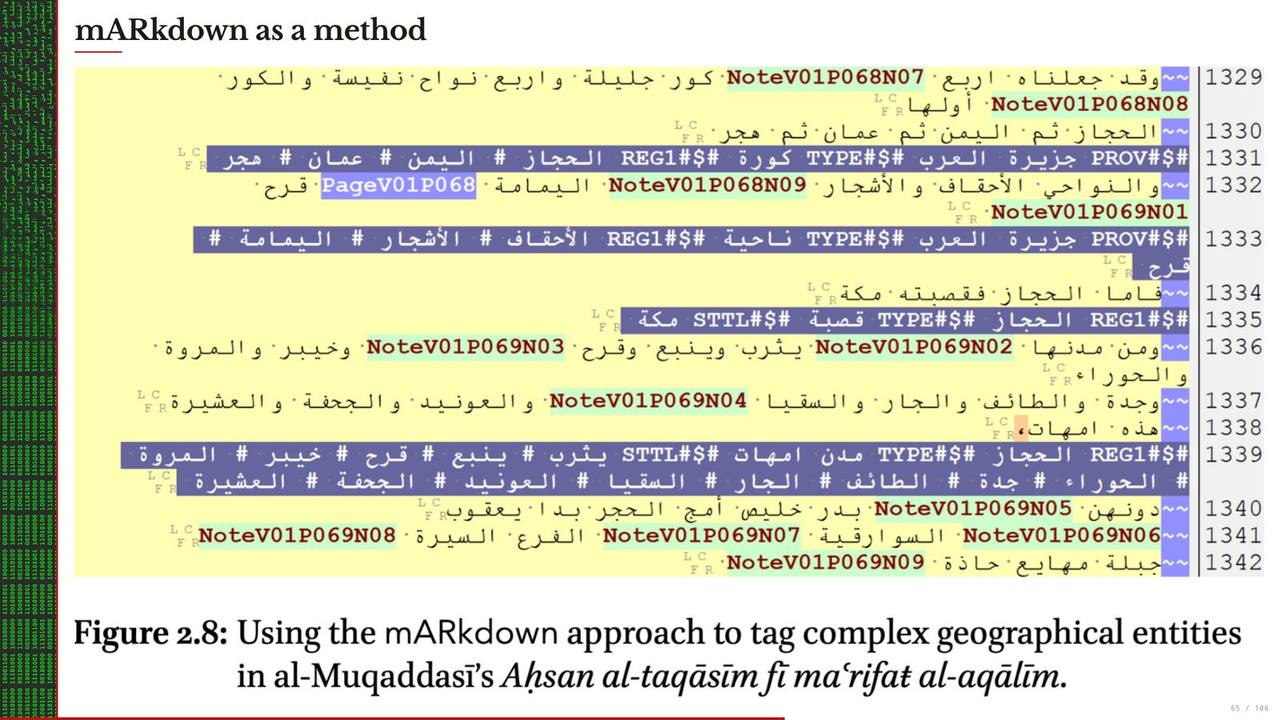 mARkdown as a method
1329 ~~وقد جعلناه اربع NoteV01P068N07 كور جليلة واربع نواح نفيسة والكور
NoteV01P068N08 أولها
1330 ~~الحجاز ثم اليمن ثم عمان ثم هجر
1331 #$#PROV جزيرة العرب #$#TYPE كورة #$#REG1 الحجاز # اليمن # عمان # هجر
1332 ~~والنواحي الأحقاف والأشجار NoteV01P068N09 اليمامة PageV01P068 قرح
NoteV01P069N01
1333 #$#PROV جزيرة العرب #$#TYPE ناحية #$#REG1 الأحقاف # الأشجار # اليمامة #
قرح
1334 ~~فاما الحجاز فقصبته مكة
1335 #$#REG1 الحجاز #$#TYPE قصبة #$#STTL مكة
1336 ~~ومن مدنها NoteV01P069N02 يثرب وينبع وقرح NoteV01P069N03 وخيبر والمروة
والحوراء
1337 ~~وجدة والطائف والجار والسقيا NoteV01P069N04 والعونيد والجحفة والعشيرة
1338 ~~هذه امهات،
1339 #$#REG1 الحجاز #$#TYPE مدن امهات #$#STTL يثرب # ينبع # قرح # خيبر # المروة
# الحوراء # جدة # الطائف # الجار # السقيا # العونيد # الجحفة # العشيرة
1340 ~~دونهن NoteV01P069N05 بدر خليص أمج الحجر بدا يعقوب
1341 ~~NoteV01P069N06 السوارقية NoteV01P069N07 الفرع السيرة NoteV01P069N08
1342 ~~جبلة مهايع حاذة NoteV01P069N09
Figure 2.8: Using the mARkdown approach to tag complex geographical entities
in al-Muqaddasī’s Aḥsan al-taqāsīm fī maʿrifaŧ al-aqālīm.
65 / 106